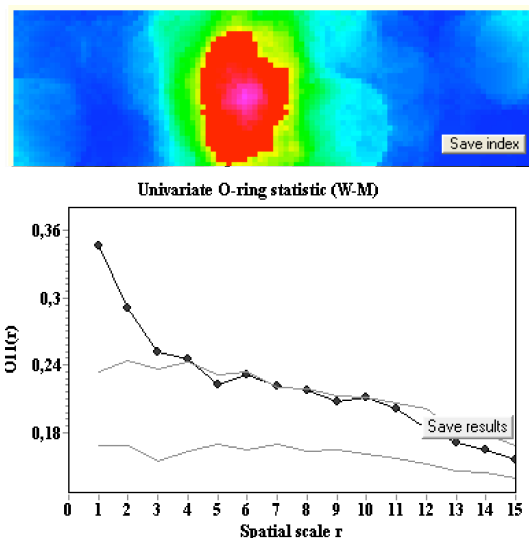 Save index
Univariate O-ring statistic (W-M)
0,36
0,3
0,24
0,18
O11(r)
Save results
0 1 2 3 4 5 6 7 8 9 10 11 12 13 14 15
Spatial scale r